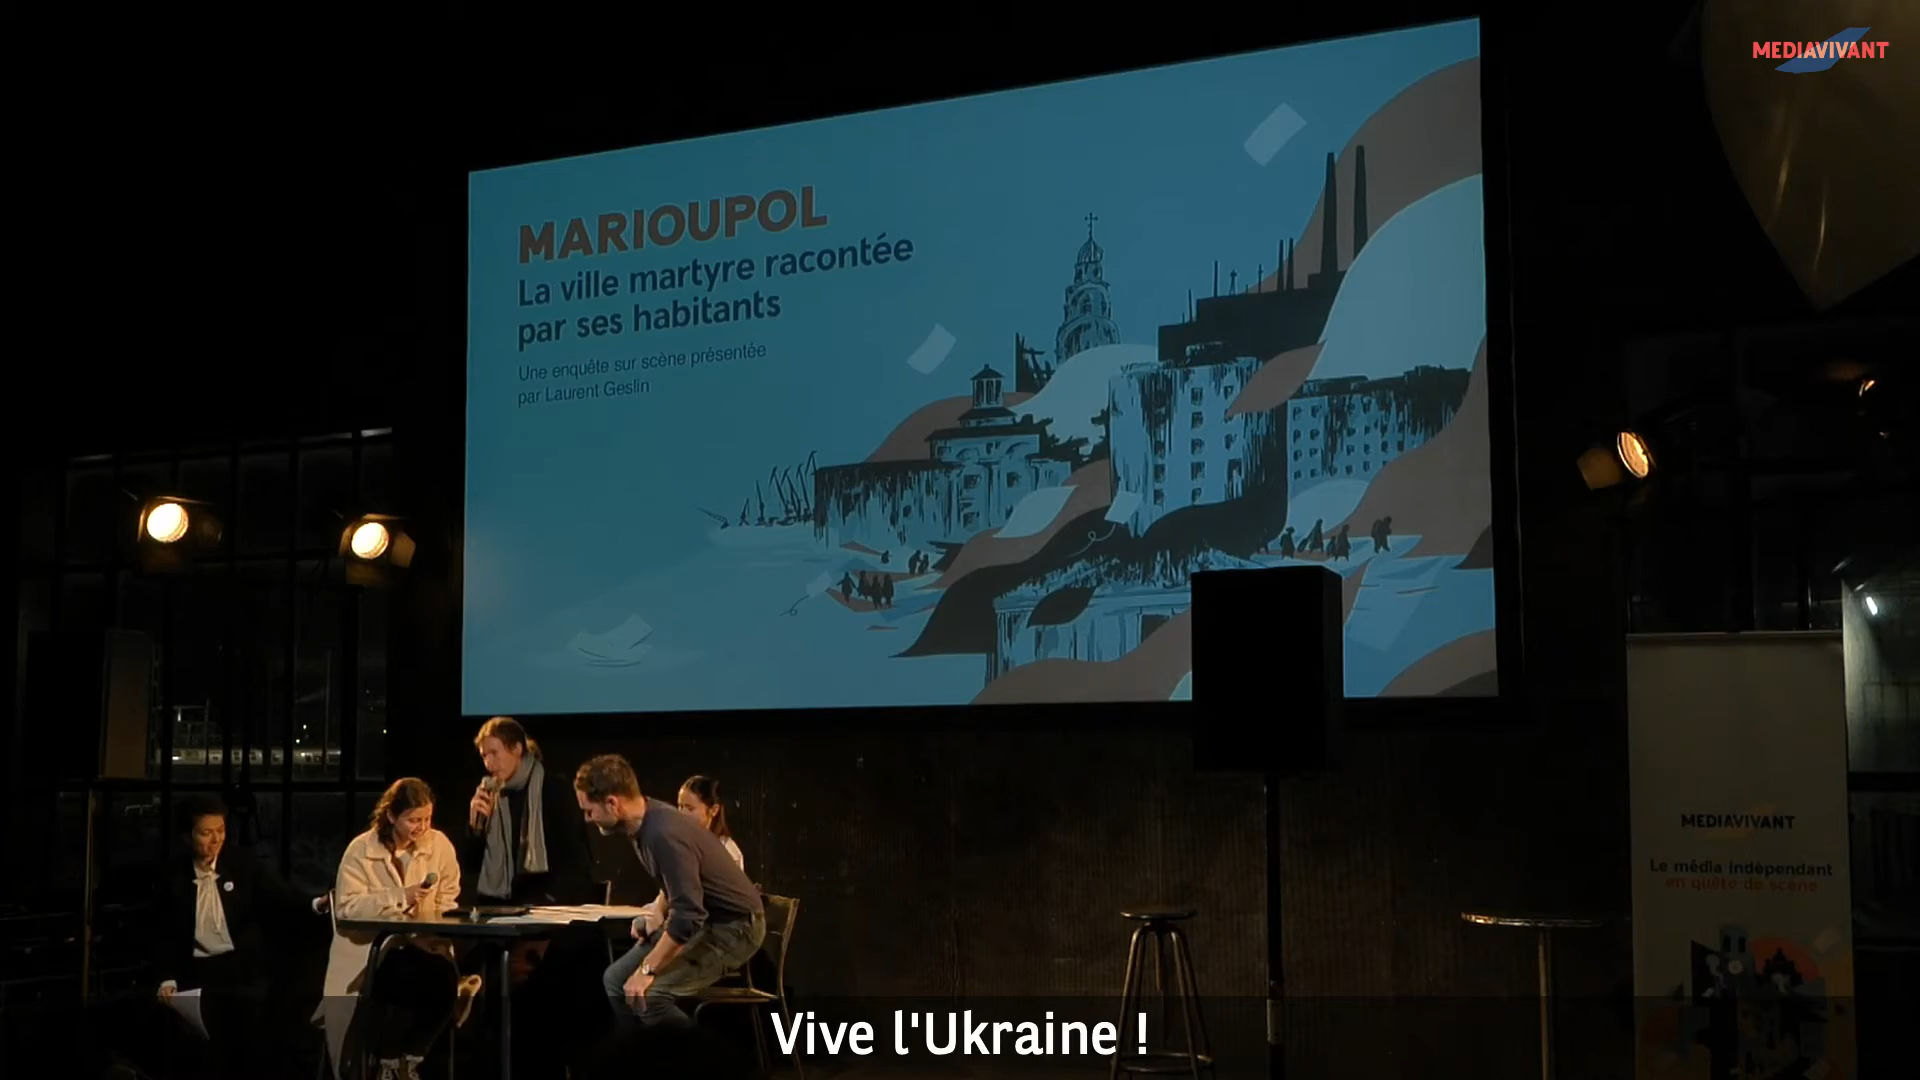 MEDIAVIVANT
MARIOUPOL
La ville martyre racontée
par ses habitants
Une enquête sur scène présentée
par Laurent Geslin
MEDIAVIVANT
Le média indépendant
en quête de scène
Vive l'Ukraine !